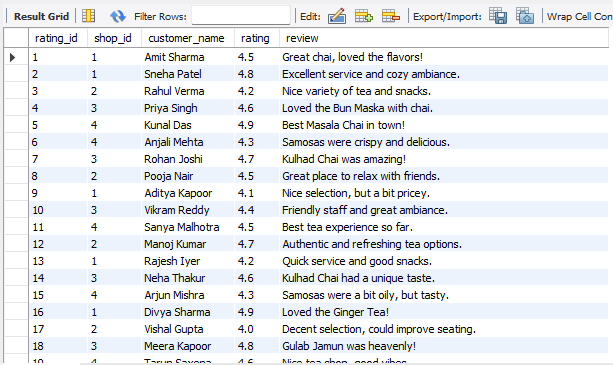 Result Grid Filter Rows: Edit: Export/Import: Wrap Cell Con
rating_id shop_id customer_name rating review
1 1 Amit Sharma 4.5 Great chai, loved the flavors!
2 1 Sneha Patel 4.8 Excellent service and cozy ambiance.
3 2 Rahul Verma 4.2 Nice variety of tea and snacks.
4 3 Priya Singh 4.6 Loved the Bun Maska with chai.
5 4 Kunal Das 4.9 Best Masala Chai in town!
6 4 Anjali Mehta 4.3 Samosas were crispy and delicious.
7 3 Rohan Joshi 4.7 Kulhad Chai was amazing!
8 2 Pooja Nair 4.5 Great place to relax with friends.
9 1 Aditya Kapoor 4.1 Nice selection, but a bit pricey.
10 3 Vikram Reddy 4.4 Friendly staff and great ambiance.
11 4 Sanya Malhotra 4.5 Best tea experience so far.
12 2 Manoj Kumar 4.7 Authentic and refreshing tea options.
13 1 Rajesh Iyer 4.2 Quick service and good snacks.
14 3 Neha Thakur 4.6 Kulhad Chai had a unique taste.
15 4 Arjun Mishra 4.3 Samosas were a bit oily, but tasty.
16 1 Divya Sharma 4.9 Loved the Ginger Tea!
17 2 Vishal Gupta 4.0 Decent selection, could improve seating.
18 3 Meera Kapoor 4.8 Gulab Jamun was heavenly!
19 4 Tarun Saxena 4.6 Nice tea shop, good vibes